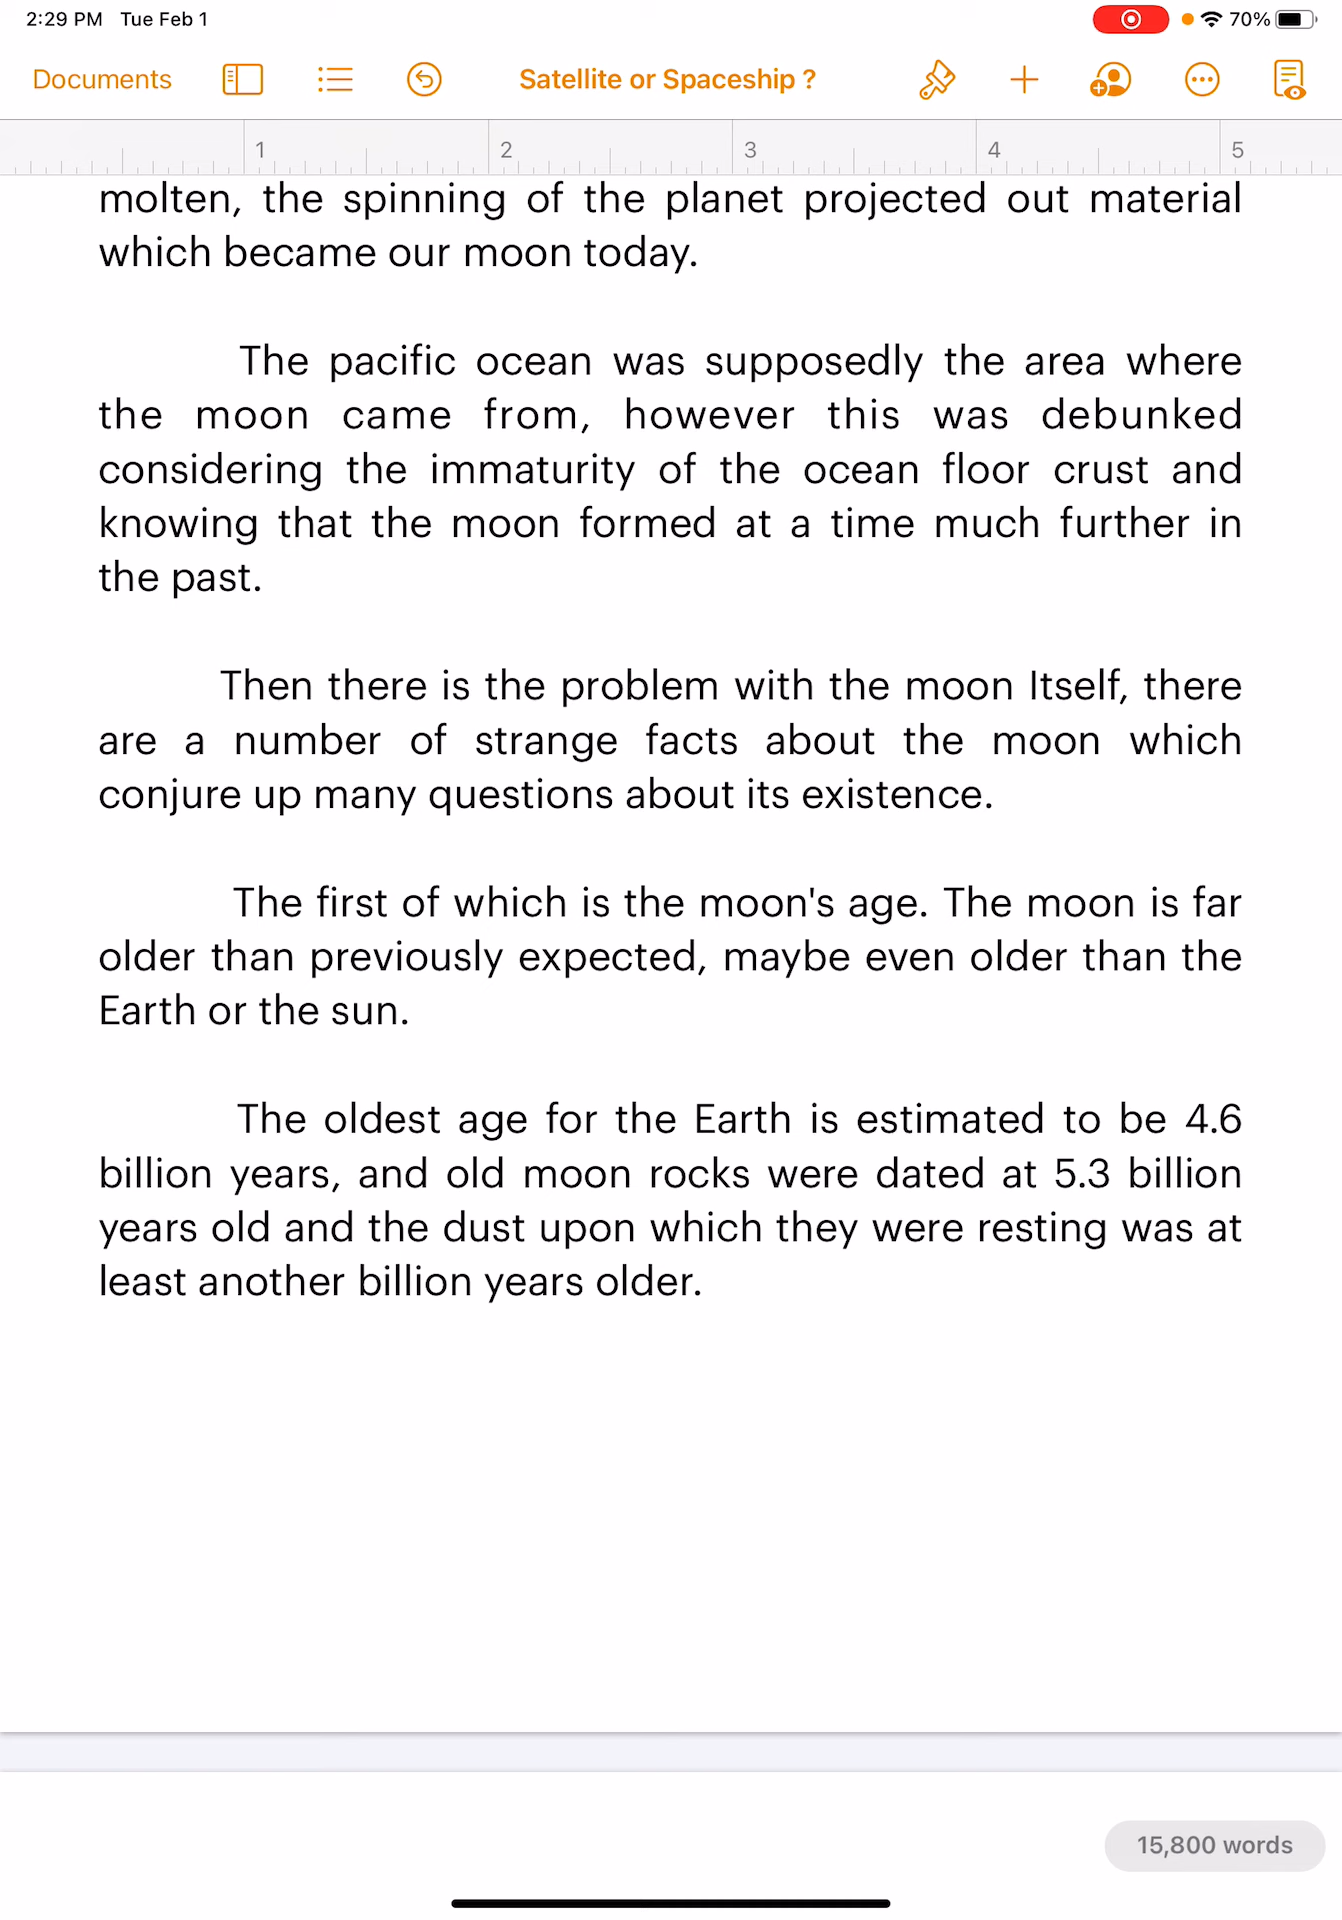 2:29 PM Tue Feb 1 70%
Documents Satellite or Spaceship ?
1 2 3 4 5
molten, the spinning of the planet projected out material
which became our moon today.
The pacific ocean was supposedly the area where
the moon came from, however this was debunked
considering the immaturity of the ocean floor crust and
knowing that the moon formed at a time much further in
the past.
Then there is the problem with the moon Itself, there
are a number of strange facts about the moon which
conjure up many questions about its existence.
The first of which is the moon's age. The moon is far
older than previously expected, maybe even older than the
Earth or the sun.
The oldest age for the Earth is estimated to be 4.6
billion years, and old moon rocks were dated at 5.3 billion
years old and the dust upon which they were resting was at
least another billion years older.
15,800 words